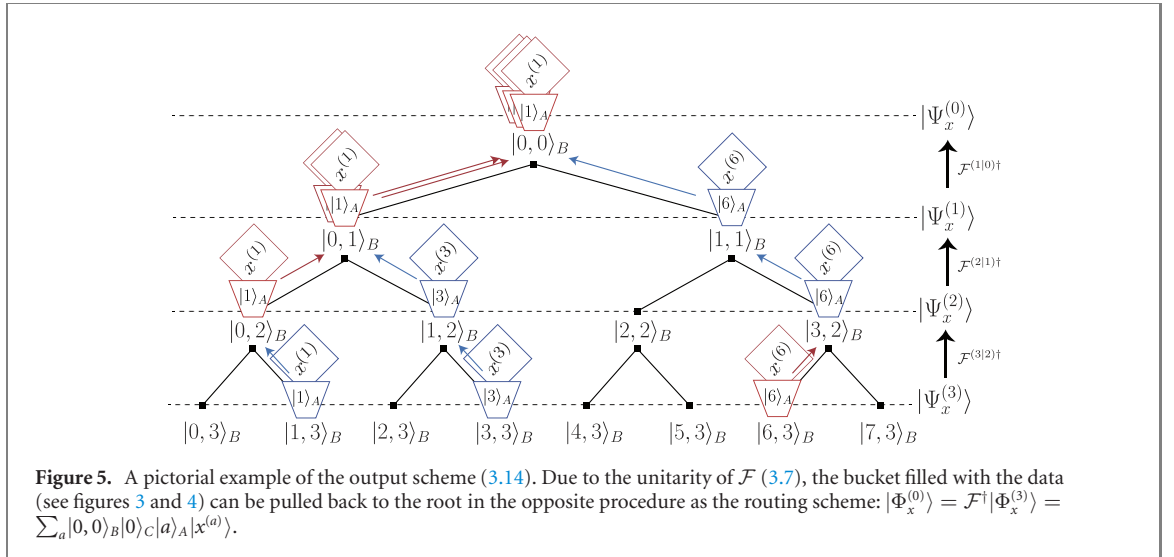 x^{(1)}
|1⟩_A
|Ψ_x^{(0)}⟩
|0, 0⟩_B
x^{(1)} x^{(6)} F^{(1|0)†}
|1⟩_A |6⟩_A
|Ψ_x^{(1)}⟩
|0, 1⟩_B |1, 1⟩_B
x^{(1)} x^{(3)} x^{(6)} F^{(2|1)†}
|1⟩_A |3⟩_A |6⟩_A
|Ψ_x^{(2)}⟩
|0, 2⟩_B |1, 2⟩_B |2, 2⟩_B |3, 2⟩_B
x^{(1)} x^{(3)} x^{(6)} F^{(3|2)†}
|1⟩_A |3⟩_A |6⟩_A
|Ψ_x^{(3)}⟩
|0, 3⟩_B |1, 3⟩_B |2, 3⟩_B |3, 3⟩_B |4, 3⟩_B |5, 3⟩_B |6, 3⟩_B |7, 3⟩_B
Figure 5. A pictorial example of the output scheme (3.14). Due to the unitarity of F (3.7), the bucket filled with the data
(see figures 3 and 4) can be pulled back to the root in the opposite procedure as the routing scheme: |Φ_x^{(0)}⟩ = F†|Φ_x^{(3)}⟩ =
∑_a|0, 0⟩_B|0⟩_C|a⟩_A|x^{(a)}⟩.